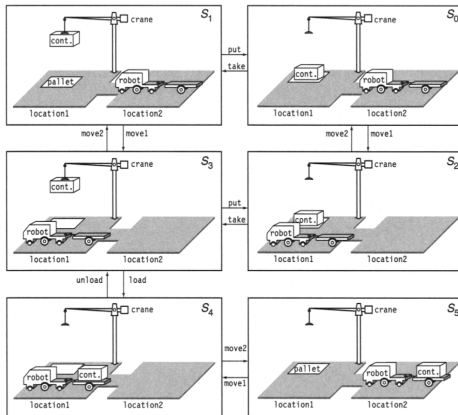 S1
crane
cont.
pallet
robot
location1
location2
put
take
S0
crane
cont.
robot
location1
location2
move2
move1
move2
move1
S3
crane
cont.
robot
location1
location2
put
take
S2
crane
cont.
robot
location1
location2
unload
load
S4
crane
robot
cont.
location1
location2
move2
move1
S5
crane
pallet
robot
cont.
location1
location2